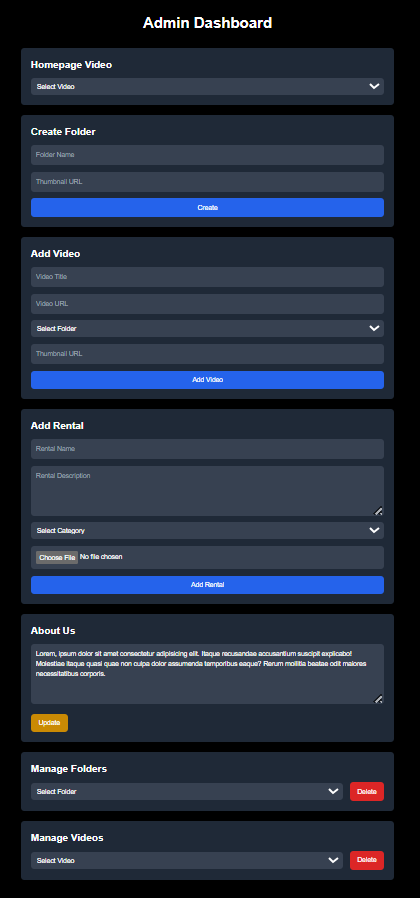 Admin Dashboard
Homepage Video
Select Video
Create Folder
Folder Name
Thumbnail URL
Create
Add Video
Video Title
Video URL
Select Folder
Thumbnail URL
Add Video
Add Rental
Rental Name
Rental Description
Select Category
Choose File No file chosen
Add Rental
About Us
Lorem, ipsum dolor sit amet consectetur adipisicing elit. Itaque recusandae accusantium suscipit explicabo!
Molestiae itaque quasi quae non culpa dolor assumenda temporibus eaque? Rerum mollitia beatae odit maiores
necessitatibus corporis.
Update
Manage Folders
Select Folder
Delete
Manage Videos
Select Video
Delete